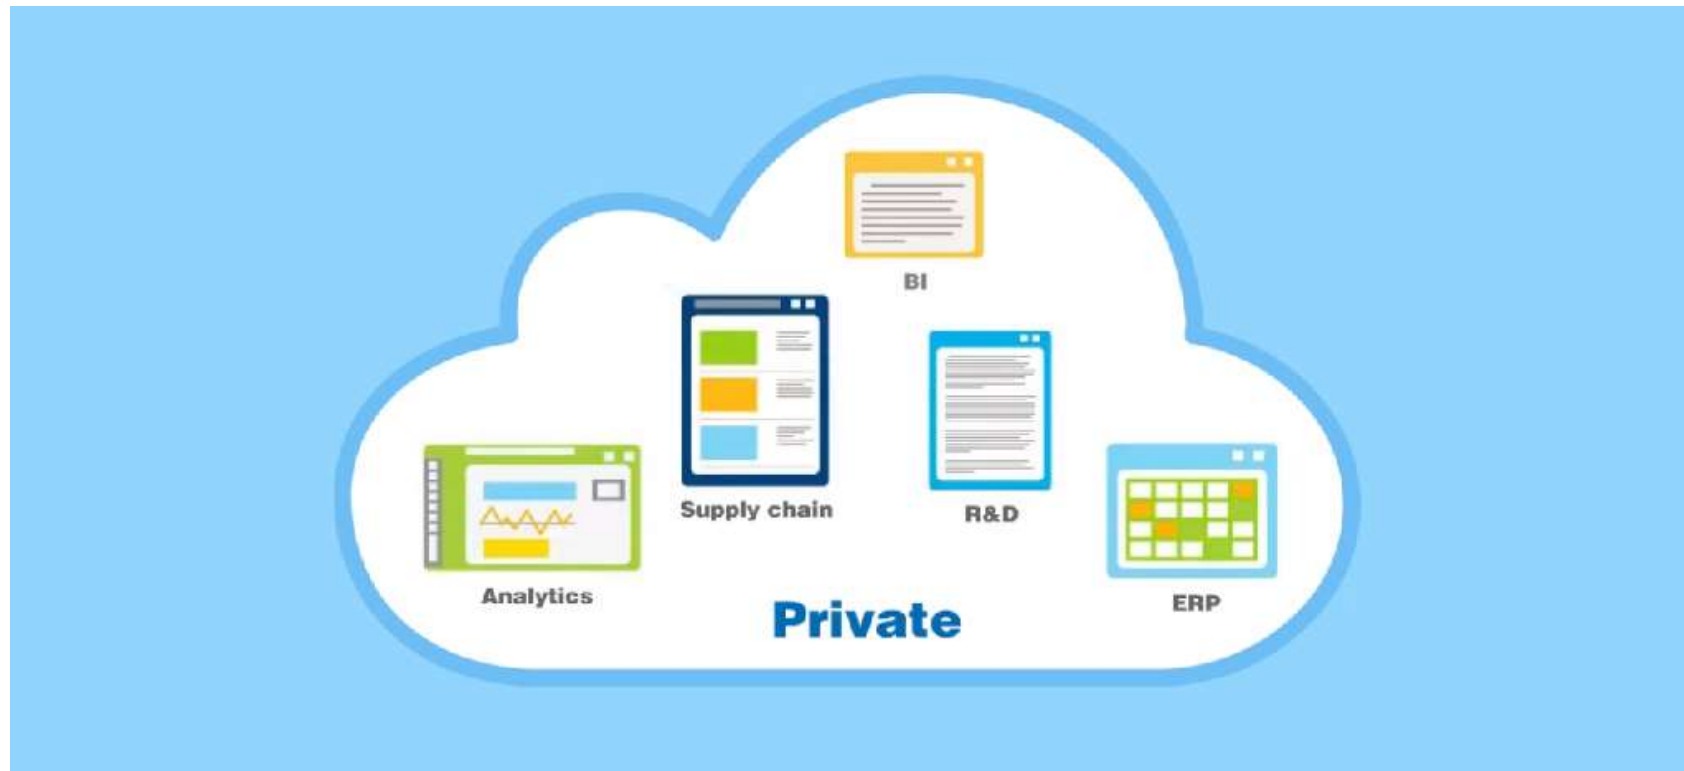 BI
Supply chain
R&D
Analytics
ERP
Private